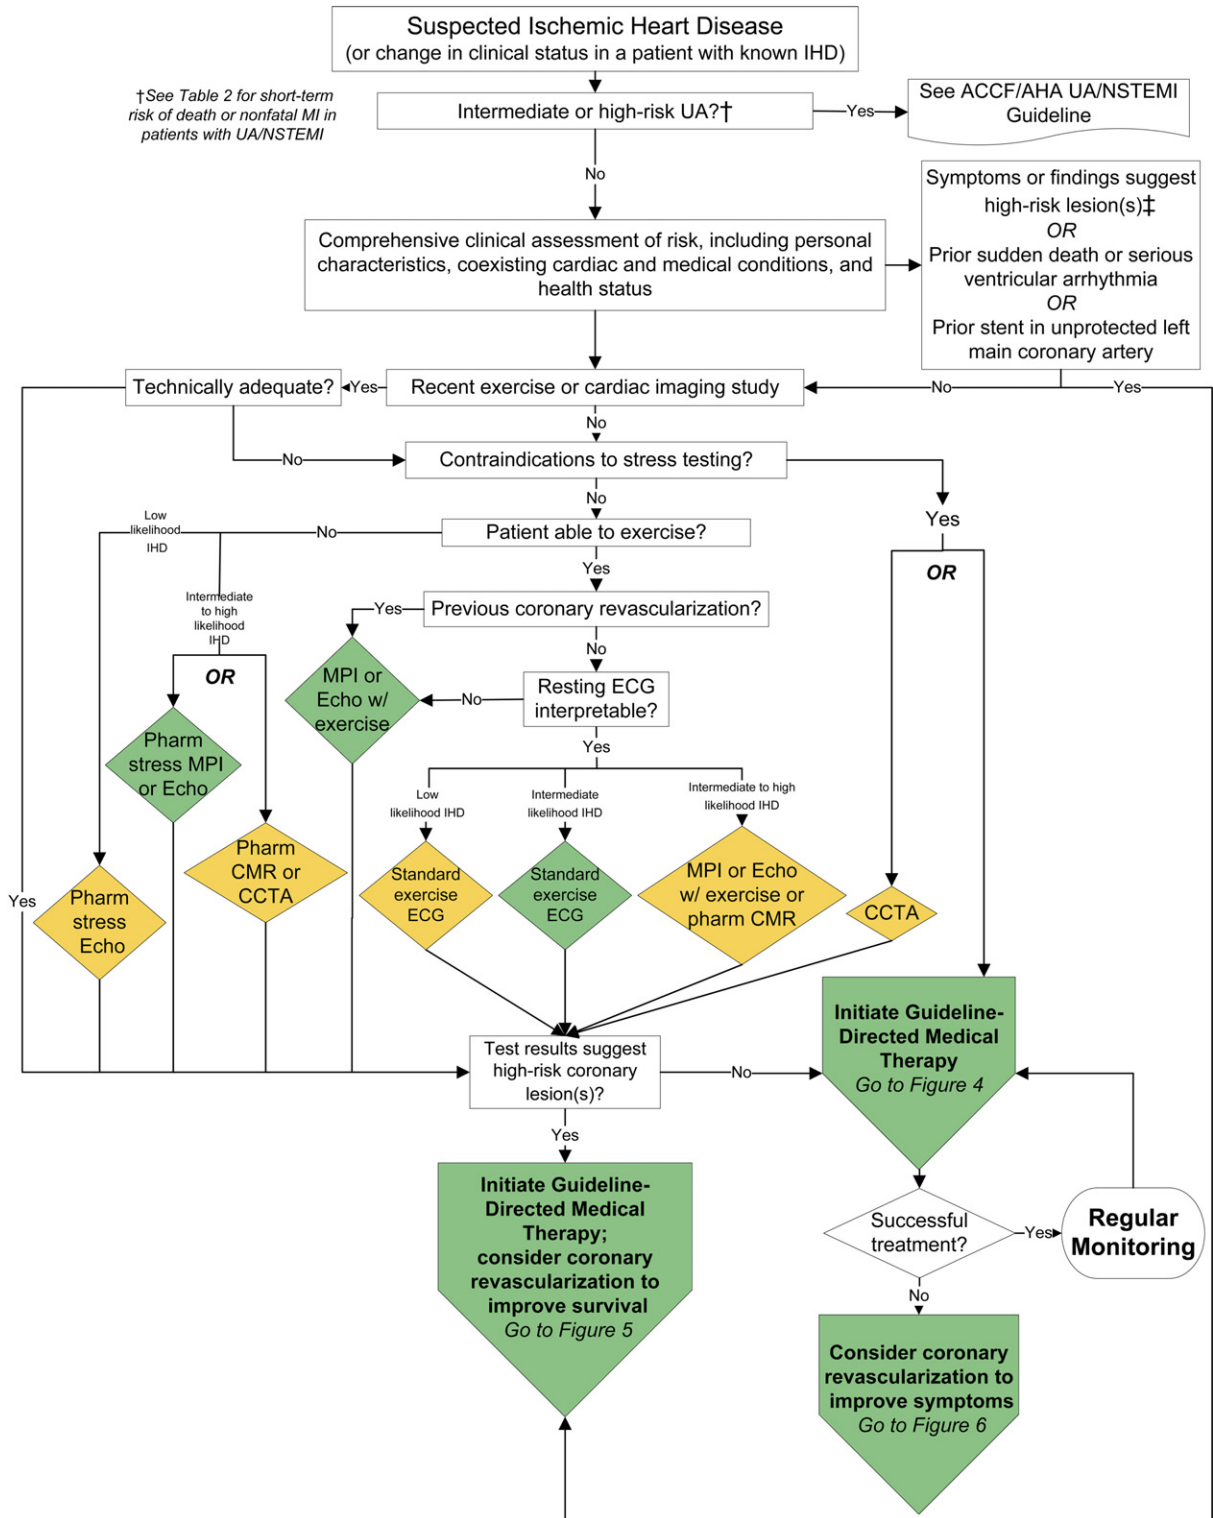 Suspected Ischemic Heart Disease
(or change in clinical status in a patient with known IHD)
†See Table 2 for short-term
risk of death or nonfatal MI in
patients with UA/NSTEMI
Intermediate or high-risk UA?†
Yes
See ACCF/AHA UA/NSTEMI
Guideline
No
Symptoms or findings suggest
high-risk lesion(s)‡
OR
Prior sudden death or serious
ventricular arrhythmia
OR
Prior stent in unprotected left
main coronary artery
Comprehensive clinical assessment of risk, including personal
characteristics, coexisting cardiac and medical conditions, and
health status
Technically adequate?
Yes
Recent exercise or cardiac imaging study
No
Yes
No
No
Contraindications to stress testing?
No
Yes
Low
likelihood
IHD
No
Patient able to exercise?
Yes
OR
Intermediate
to high
likelihood
IHD
OR
Yes
Previous coronary revascularization?
No
MPI or
Echo w/
exercise
No
Resting ECG
interpretable?
Yes
Pharm
stress MPI
or Echo
Low
likelihood IHD
Intermediate
likelihood IHD
Intermediate to high
likelihood IHD
Pharm
CMR or
CCTA
Standard
exercise
ECG
Standard
exercise
ECG
MPI or Echo
w/ exercise or
pharm CMR
CCTA
Yes
Pharm
stress
Echo
Test results suggest
high-risk coronary
lesion(s)?
No
Initiate Guideline-
Directed Medical
Therapy
Go to Figure 4
Yes
Initiate Guideline-
Directed Medical
Therapy;
consider coronary
revascularization to
improve survival
Go to Figure 5
Successful
treatment?
Yes
Regular
Monitoring
No
Consider coronary
revascularization to
improve symptoms
Go to Figure 6